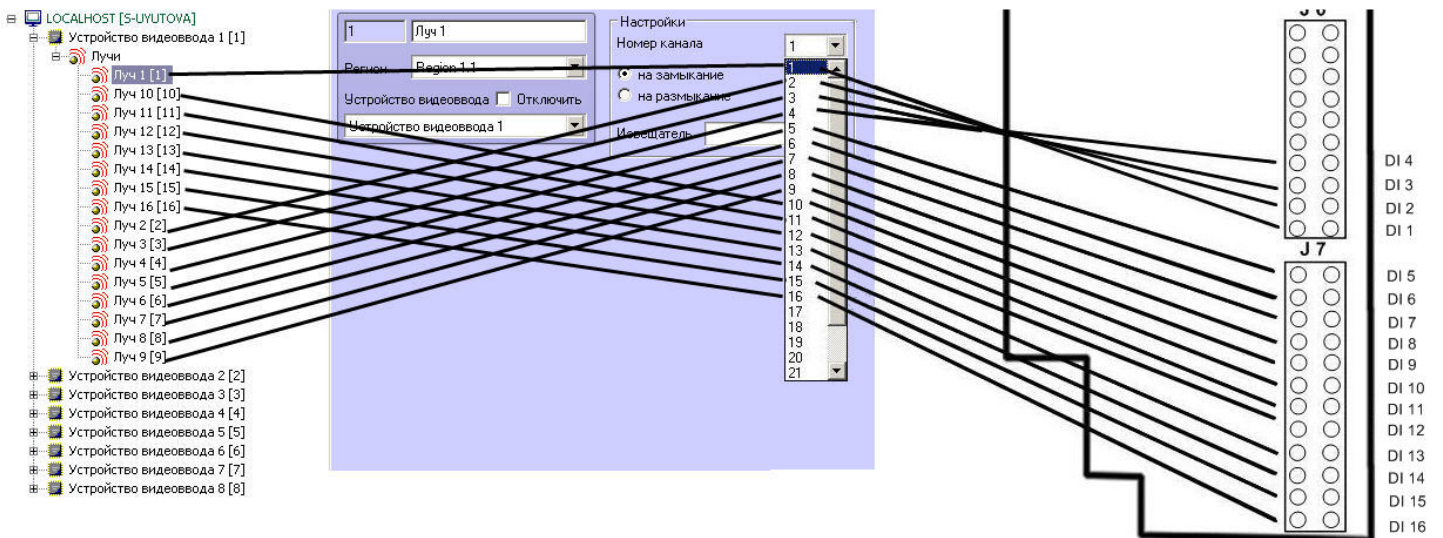 LOCALHOST [S-UYUTOVA]
Устройство видеоввода 1 [1]
Лучи
Луч 1 [1]
Луч 10 [10]
Луч 11 [11]
Луч 12 [12]
Луч 13 [13]
Луч 14 [14]
Луч 15 [15]
Луч 16 [16]
Луч 2 [2]
Луч 3 [3]
Луч 4 [4]
Луч 5 [5]
Луч 6 [6]
Луч 7 [7]
Луч 8 [8]
Луч 9 [9]
Устройство видеоввода 2 [2]
Устройство видеоввода 3 [3]
Устройство видеоввода 4 [4]
Устройство видеоввода 5 [5]
Устройство видеоввода 6 [6]
Устройство видеоввода 7 [7]
Устройство видеоввода 8 [8]
1
Луч 1
Регион
Region 1.1
Устройство видеоввода
Отключить
Устройство видеоввода 1
Настройки
Номер канала
1
на замыкание
на размыкание
Извещатель
1
2
3
4
5
6
7
8
9
10
11
12
13
14
15
16
17
18
19
20
21
J 6
DI 4
DI 3
DI 2
DI 1
J 7
DI 5
DI 6
DI 7
DI 8
DI 9
DI 10
DI 11
DI 12
DI 13
DI 14
DI 15
DI 16